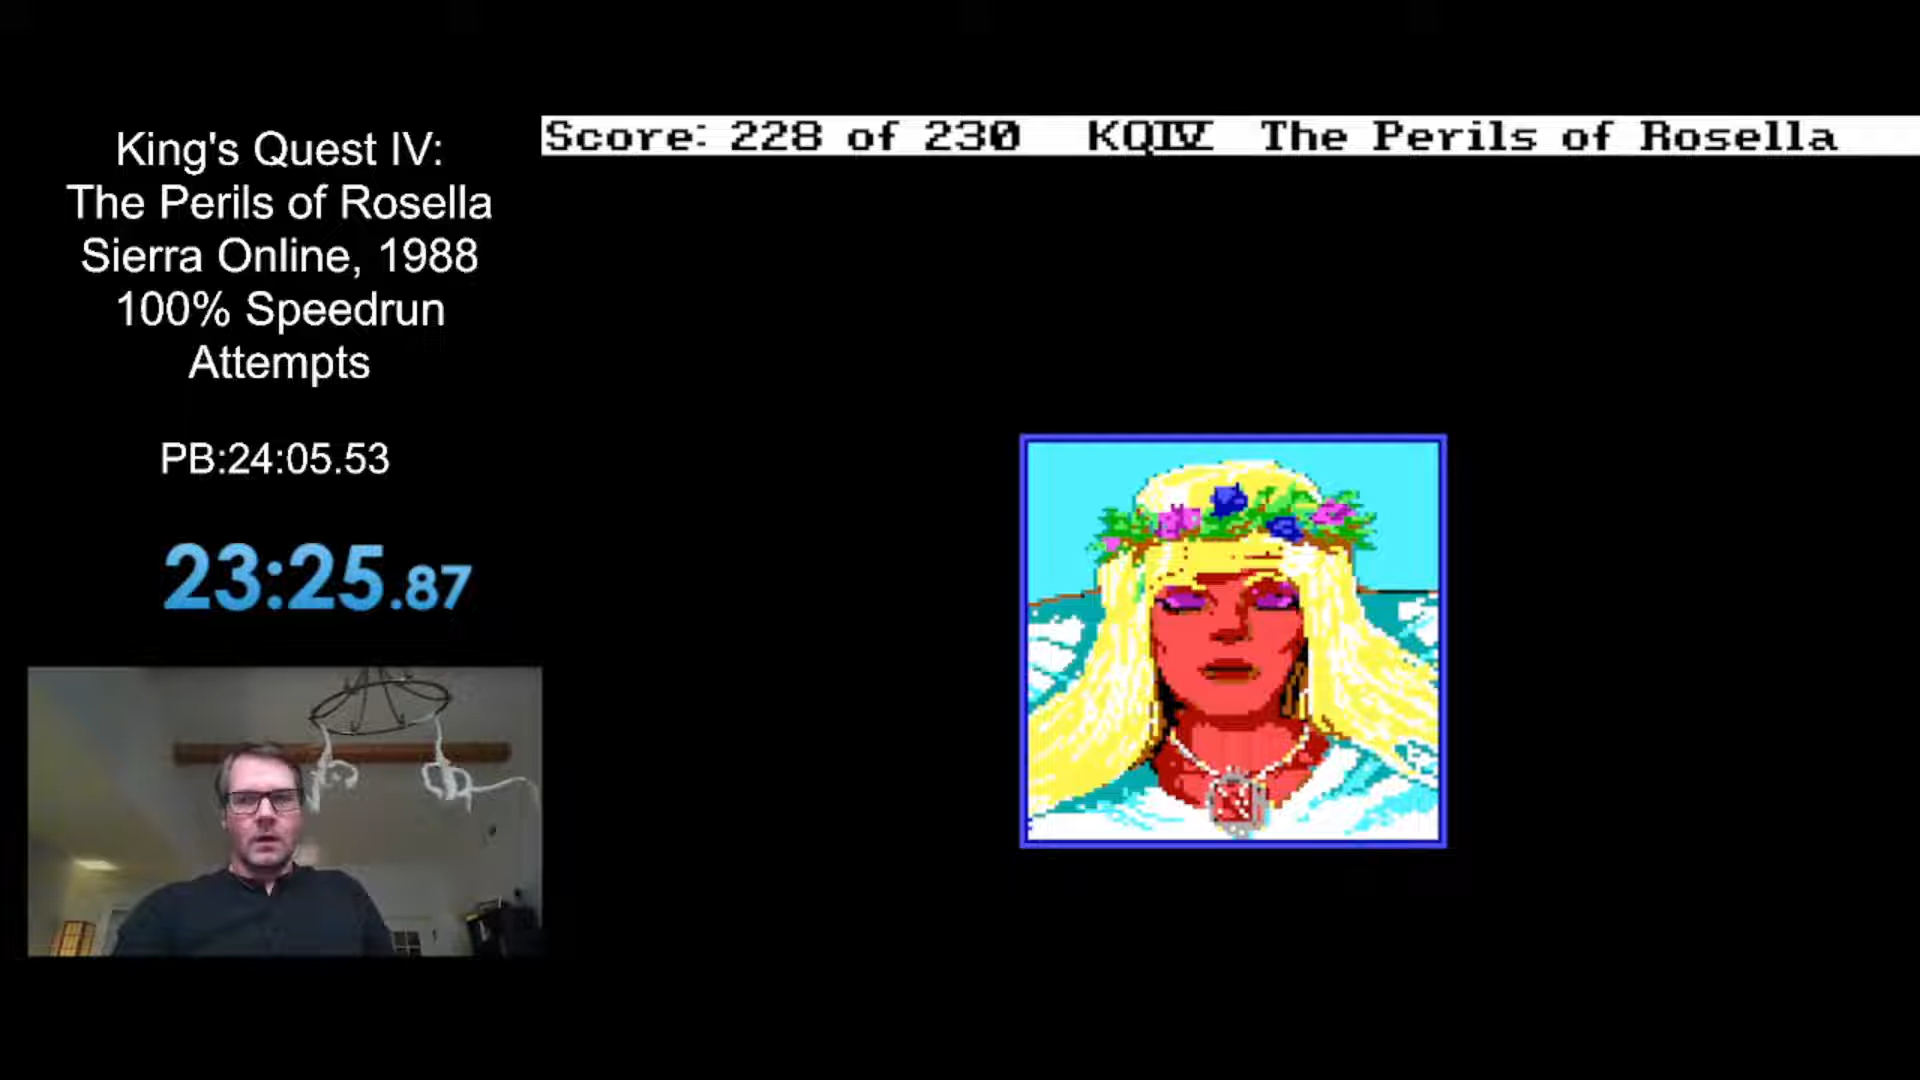 King's Quest IV:
The Perils of Rosella
Sierra Online, 1988
100% Speedrun
Attempts
PB:24:05.53
23:25.87
Score: 228 of 230 KQIV The Perils of Rosella